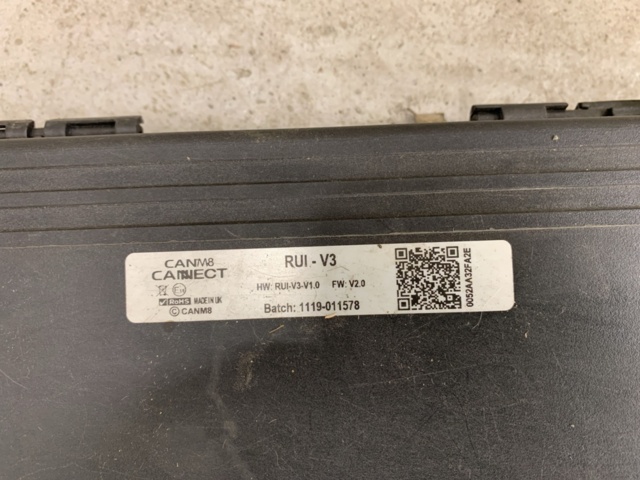 CANM8
CANNECT
RUI - V3
HW: RUI-V3-V1.0 FW: V2.0
RoHS MADE IN UK
©CANM8
Batch: 1119-011578
0052AA32FA2E